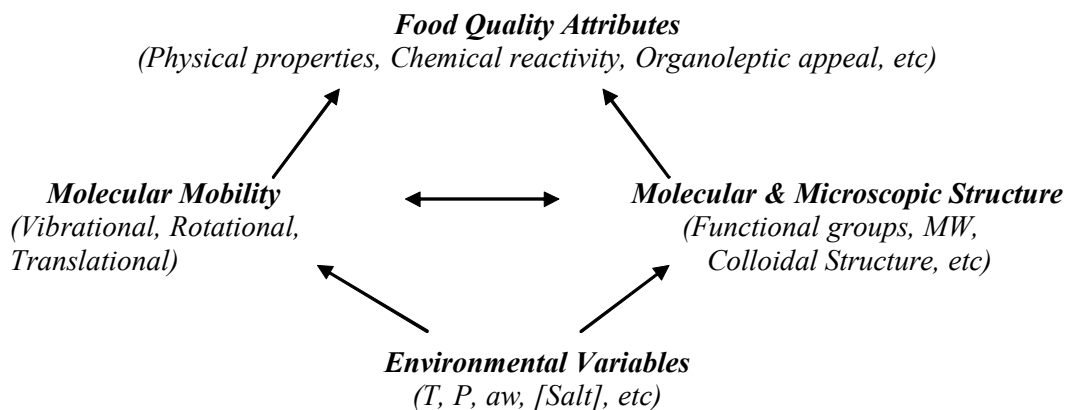 Food Quality Attributes
(Physical properties, Chemical reactivity, Organoleptic appeal, etc)
Molecular Mobility
(Vibrational, Rotational,
Translational)
Molecular & Microscopic Structure
(Functional groups, MW,
Colloidal Structure, etc)
Environmental Variables
(T, P, aw, [Salt], etc)